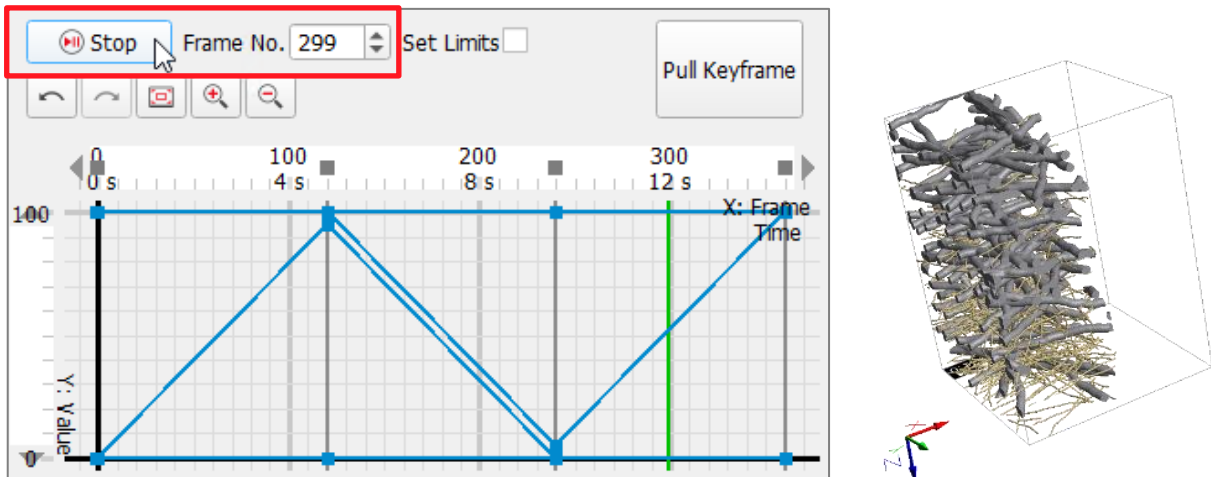 Stop Frame No. 299 Set Limits
Pull Keyframe
0 100 200 300
0 s 4 s 8 s 12 s
100
X: Frame
Time
Y: Value
0
X
Z